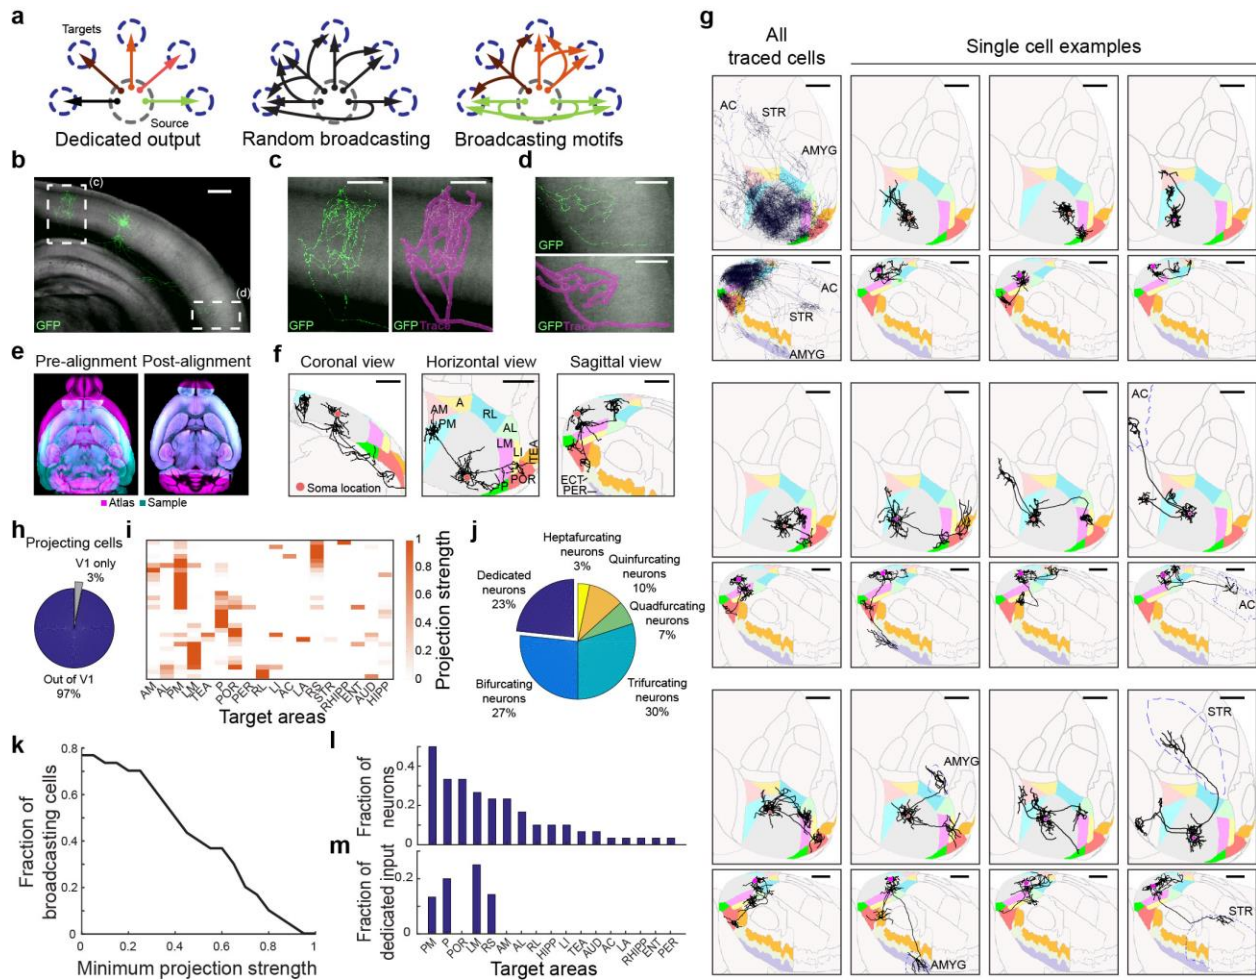 a
Targets
Source
Dedicated output
Random broadcasting
Broadcasting motifs
b
(c)
(d)
GFP
c
GFP
GFP Trace
d
GFP
GFP Trace
e
Pre-alignment
Post-alignment
Atlas
Sample
f
Coronal view
Horizontal view
Sagittal view
Soma location
AM
PM
A
RL
AL
LM
LI
TEA
POR
P
ECT
PER
g
All
traced cells
Single cell examples
AC
STR
AMYG
AC
STR
AMYG
AC
AC
AMYG
STR
AMYG
STR
h
Projecting cells
V1 only
3%
Out of V1
97%
i
AM
AL
PM
LM
TEA
P
POR
PER
RL
LI
AC
LA
RS
STR
RHIPP
ENT
AUD
HIPP
Target areas
1
0.8
0.6
0.4
0.2
0
Projection strength
j
Heptafurcating
neurons
3%
Quinfurcating
neurons
10%
Quadfurcating
neurons
7%
Trifurcating
neurons
30%
Bifurcating
neurons
27%
Dedicated
neurons
23%
k
Fraction of
broadcasting cells
0.8
0.6
0.4
0.2
0
0
0.2
0.4
0.6
0.8
1
Minimum projection strength
l
Fraction of
neurons
0.4
0.2
0
m
Fraction of
dedicated input
0.2
0
PM
P
POR
LM
RS
AM
AL
RL
HIPP
LI
TEA
AUD
AC
LA
RHIPP
ENT
PER
Target areas